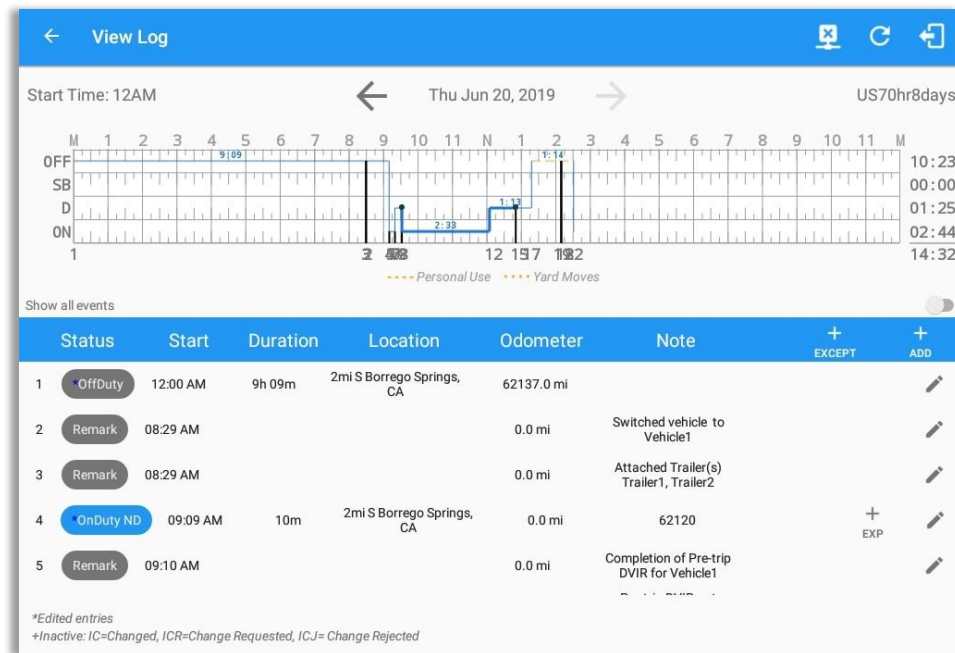 View Log
Start Time: 12AM
Thu Jun 20, 2019
US70hr8days
M 1 2 3 4 5 6 7 8 9 10 11 N 1 2 3 4 5 6 7 8 9 10 11 M
OFF 9:09 1:14 10:23
SB 00:00
D 1:13 01:25
ON 2:33 02:44
1 12 17 14:32
Personal Use Yard Moves
Show all events
Status Start Duration Location Odometer Note + EXCEPT + ADD
1 *OffDuty 12:00 AM 9h 09m 2mi S Borrego Springs, 62137.0 mi
CA
2 Remark 08:29 AM 0.0 mi Switched vehicle to
Vehicle1
3 Remark 08:29 AM 0.0 mi Attached Trailer(s)
Trailer1, Trailer2
4 *OnDuty ND 09:09 AM 10m 2mi S Borrego Springs, 0.0 mi 62120 +
CA EXP
5 Remark 09:10 AM 0.0 mi Completion of Pre-trip
DVIR for Vehicle1
*Edited entries
+Inactive: IC=Changed, ICR=Change Requested, ICJ= Change Rejected